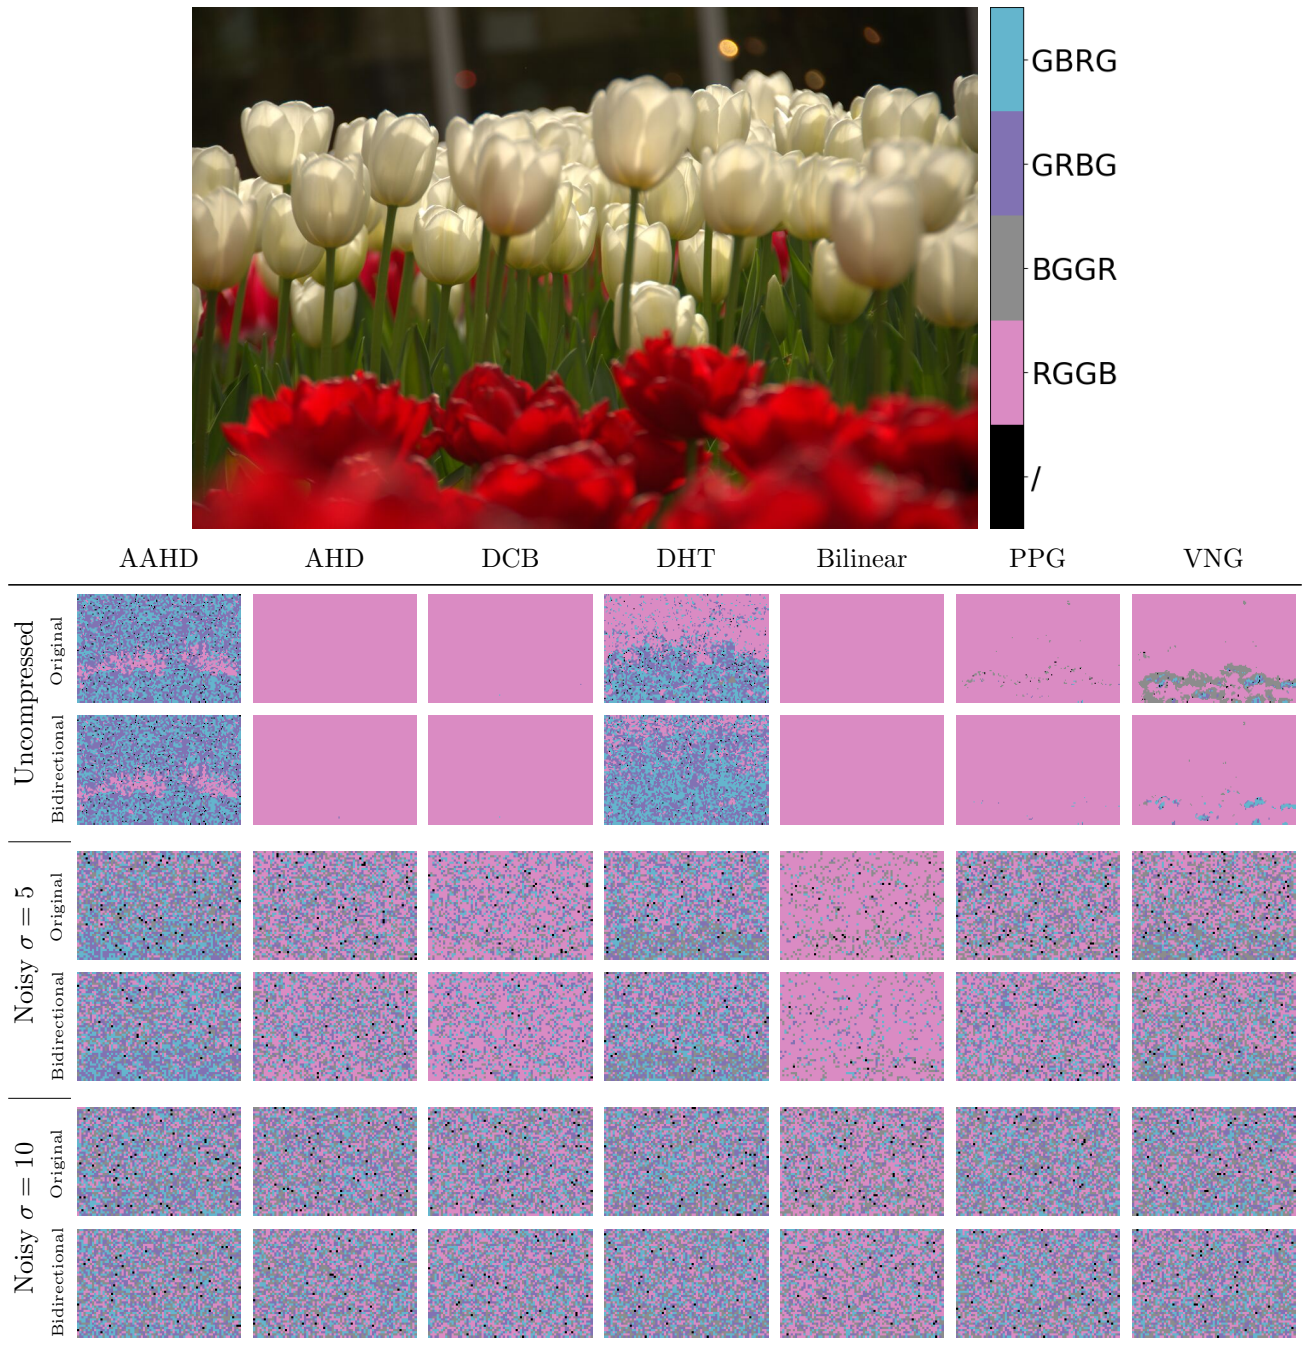 GBRG
GRBG
BGGR
RGGB
/
AAHD AHD DCB DHT Bilinear PPG VNG
Uncompressed
Original
Bidirectional
Noisy σ = 5
Original
Bidirectional
Noisy σ = 10
Original
Bidirectional